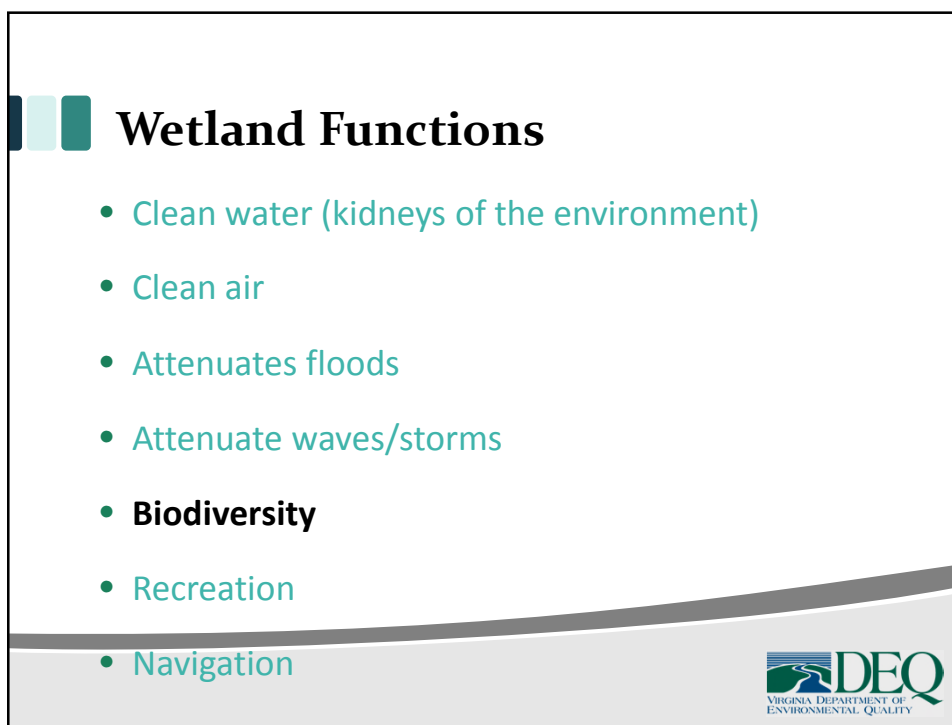 Wetland Functions
• Clean water (kidneys of the environment)
• Clean air
• Attenuates floods
• Attenuate waves/storms
• Biodiversity
• Recreation
• Navigation
DEQ
VIRGINIA DEPARTMENT OF
ENVIRONMENTAL QUALITY